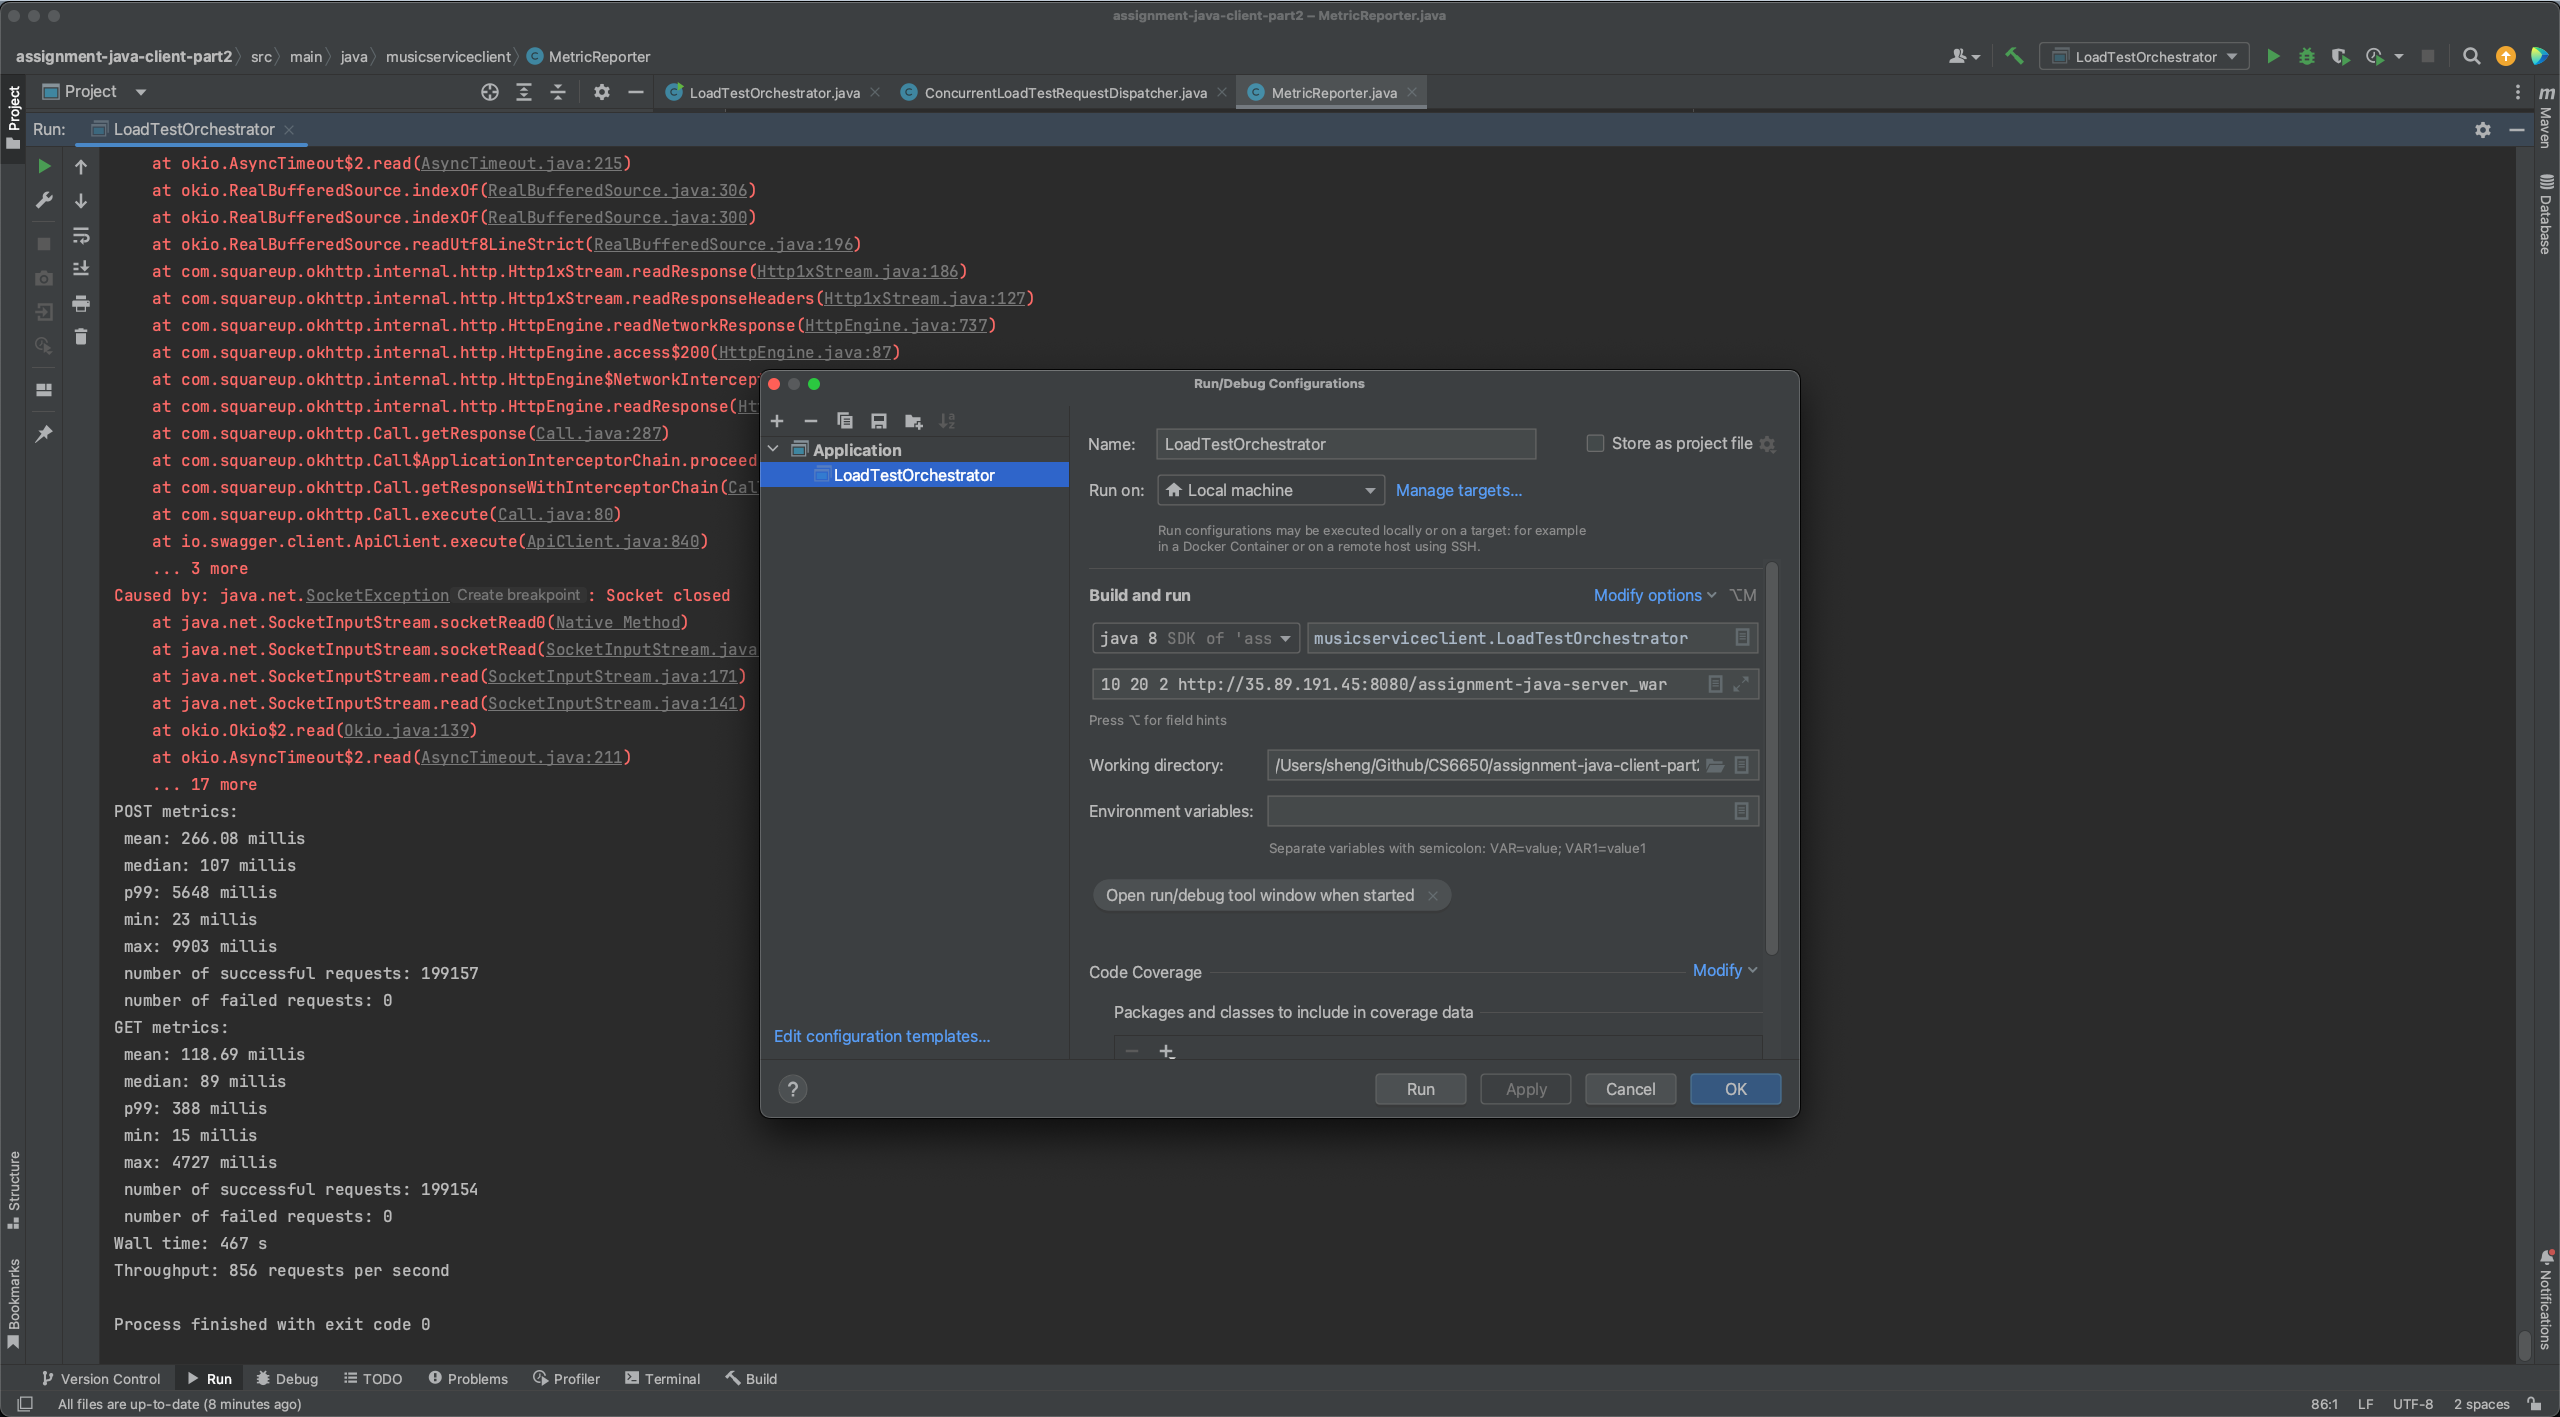 assignment-java-client-part2 – MetricReporter.java
assignment-java-client-part2 src main java musicserviceclient MetricReporter
LoadTestOrchestrator
Project
LoadTestOrchestrator.java
ConcurrentLoadTestRequestDispatcher.java
MetricReporter.java
Run: LoadTestOrchestrator
at okio.AsyncTimeout$2.read(AsyncTimeout.java:215)
at okio.RealBufferedSource.indexOf(RealBufferedSource.java:306)
at okio.RealBufferedSource.indexOf(RealBufferedSource.java:300)
at okio.RealBufferedSource.readUtf8LineStrict(RealBufferedSource.java:196)
at com.squareup.okhttp.internal.http.Http1xStream.readResponse(Http1xStream.java:186)
at com.squareup.okhttp.internal.http.Http1xStream.readResponseHeaders(Http1xStream.java:127)
at com.squareup.okhttp.internal.http.HttpEngine.readNetworkResponse(HttpEngine.java:737)
at com.squareup.okhttp.internal.http.HttpEngine.access$200(HttpEngine.java:87)
at com.squareup.okhttp.internal.http.HttpEngine$NetworkIntercep
at com.squareup.okhttp.internal.http.HttpEngine.readResponse(Ht
at com.squareup.okhttp.Call.getResponse(Call.java:287)
at com.squareup.okhttp.Call$ApplicationInterceptorChain.proceed
at com.squareup.okhttp.Call.getResponseWithInterceptorChain(Cal
at com.squareup.okhttp.Call.execute(Call.java:80)
at io.swagger.client.ApiClient.execute(ApiClient.java:840)
... 3 more
Caused by: java.net.SocketException Create breakpoint : Socket closed
at java.net.SocketInputStream.socketRead0(Native Method)
at java.net.SocketInputStream.socketRead(SocketInputStream.java
at java.net.SocketInputStream.read(SocketInputStream.java:171)
at java.net.SocketInputStream.read(SocketInputStream.java:141)
at okio.Okio$2.read(Okio.java:139)
at okio.AsyncTimeout$2.read(AsyncTimeout.java:211)
... 17 more
POST metrics:
mean: 266.08 millis
median: 107 millis
p99: 5648 millis
min: 23 millis
max: 9903 millis
number of successful requests: 199157
number of failed requests: 0
GET metrics:
mean: 118.69 millis
median: 89 millis
p99: 388 millis
min: 15 millis
max: 4727 millis
number of successful requests: 199154
number of failed requests: 0
Wall time: 467 s
Throughput: 856 requests per second
Process finished with exit code 0
Run/Debug Configurations
Application
LoadTestOrchestrator
Edit configuration templates...
Name: LoadTestOrchestrator
Store as project file
Run on: Local machine
Manage targets...
Run configurations may be executed locally or on a target: for example
in a Docker Container or on a remote host using SSH.
Build and run
Modify options ⌥M
java 8 SDK of 'ass
musicserviceclient.LoadTestOrchestrator
10 20 2 http://35.89.191.45:8080/assignment-java-server_war
Press ⌥ for field hints
Working directory: /Users/sheng/Github/CS6650/assignment-java-client-part2
Environment variables:
Separate variables with semicolon: VAR=value; VAR1=value1
Open run/debug tool window when started
Code Coverage
Modify
Packages and classes to include in coverage data
?
Run
Apply
Cancel
OK
Project
Structure
Bookmarks
m
Maven
Database
Notifications
Version Control
Run
Debug
TODO
Problems
Profiler
Terminal
Build
All files are up-to-date (8 minutes ago)
86:1 LF UTF-8 2 spaces